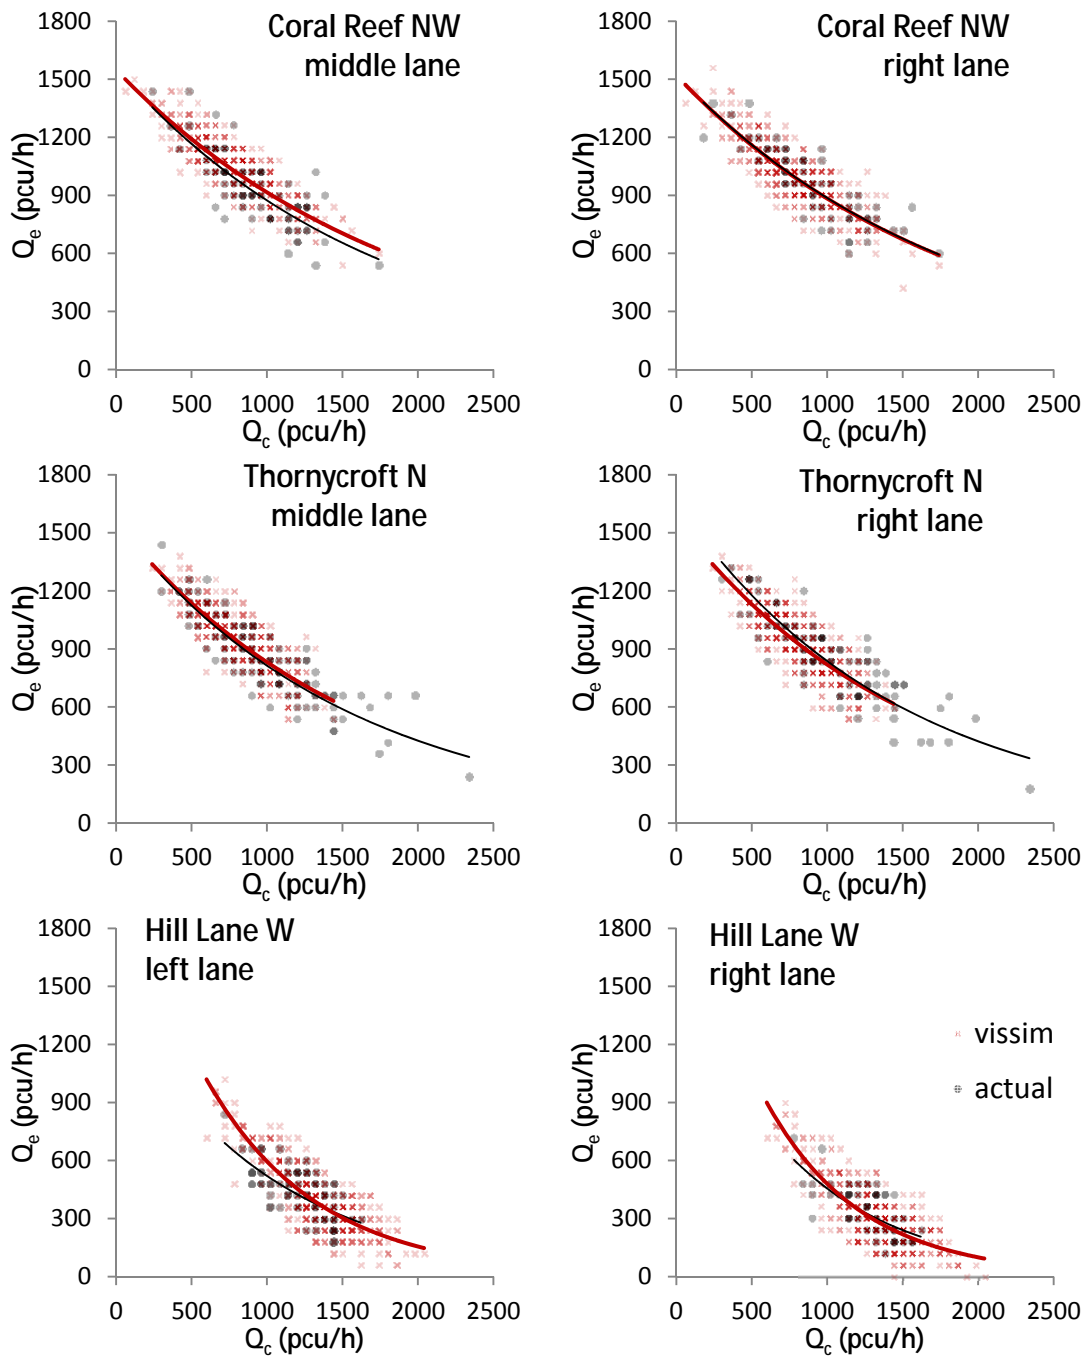 Coral Reef NW
middle lane
1800
1500
1200
900
600
300
0
Qe (pcu/h)
0 500 1000 1500 2000 2500
Qc (pcu/h)
Coral Reef NW
right lane
1800
1500
1200
900
600
300
0
Qe (pcu/h)
0 500 1000 1500 2000 2500
Qc (pcu/h)
Thornycroft N
middle lane
1800
1500
1200
900
600
300
0
Qe (pcu/h)
0 500 1000 1500 2000 2500
Qc (pcu/h)
Thornycroft N
right lane
1800
1500
1200
900
600
300
0
Qe (pcu/h)
0 500 1000 1500 2000 2500
Qc (pcu/h)
Hill Lane W
left lane
1800
1500
1200
900
600
300
0
Qe (pcu/h)
0 500 1000 1500 2000 2500
Qc (pcu/h)
Hill Lane W
right lane
1800
1500
1200
900
600
300
0
Qe (pcu/h)
vissim
actual
0 500 1000 1500 2000 2500
Qc (pcu/h)